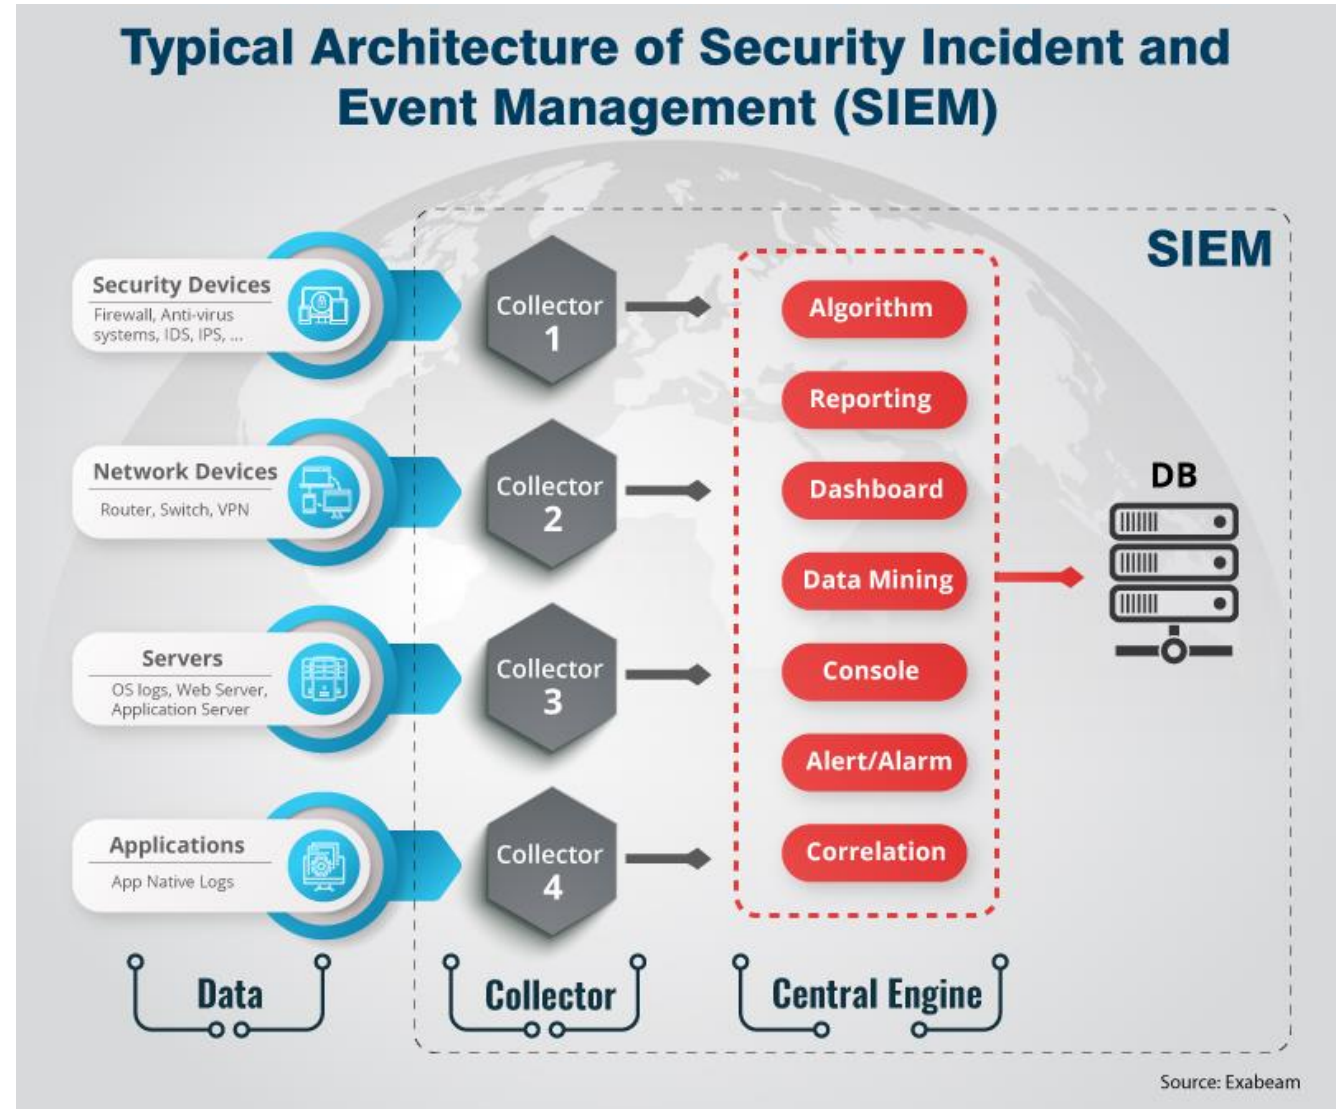 Typical Architecture of Security Incident and
Event Management (SIEM)
SIEM
Security Devices
Firewall, Anti-virus
systems, IDS, IPS, ...
Collector
1
Network Devices
Router, Switch, VPN
Collector
2
Servers
OS logs, Web Server,
Application Server
Collector
3
Applications
App Native Logs
Collector
4
Algorithm
Reporting
Dashboard
Data Mining
Console
Alert/Alarm
Correlation
DB
Data
Collector
Central Engine
Source: Exabeam